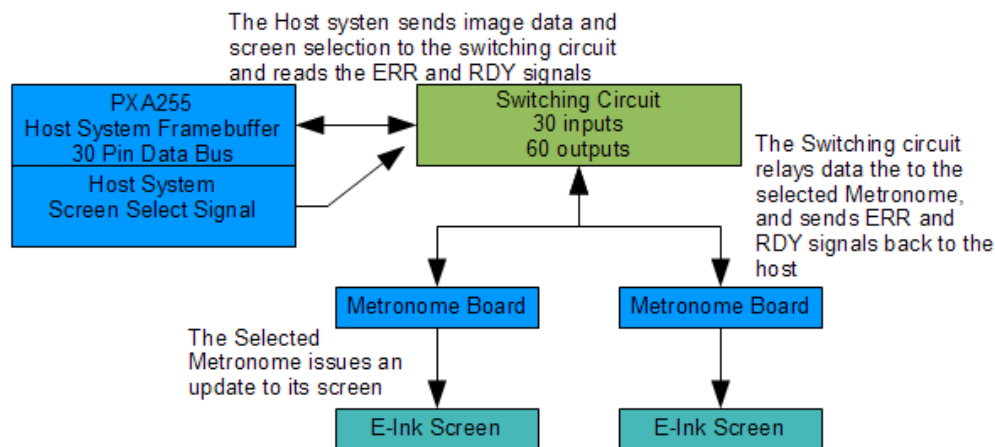 The Host systen sends image data and
screen selection to the switching circuit
and reads the ERR and RDY signals
PXA255
Host System Framebuffer
30 Pin Data Bus
Host System
Screen Select Signal
Switching Circuit
30 inputs
60 outputs
The Switching circuit
relays data the to the
selected Metronome,
and sends ERR and
RDY signals back to the
host
Metronome Board
Metronome Board
The Selected
Metronome issues an
update to its screen
E-Ink Screen
E-Ink Screen